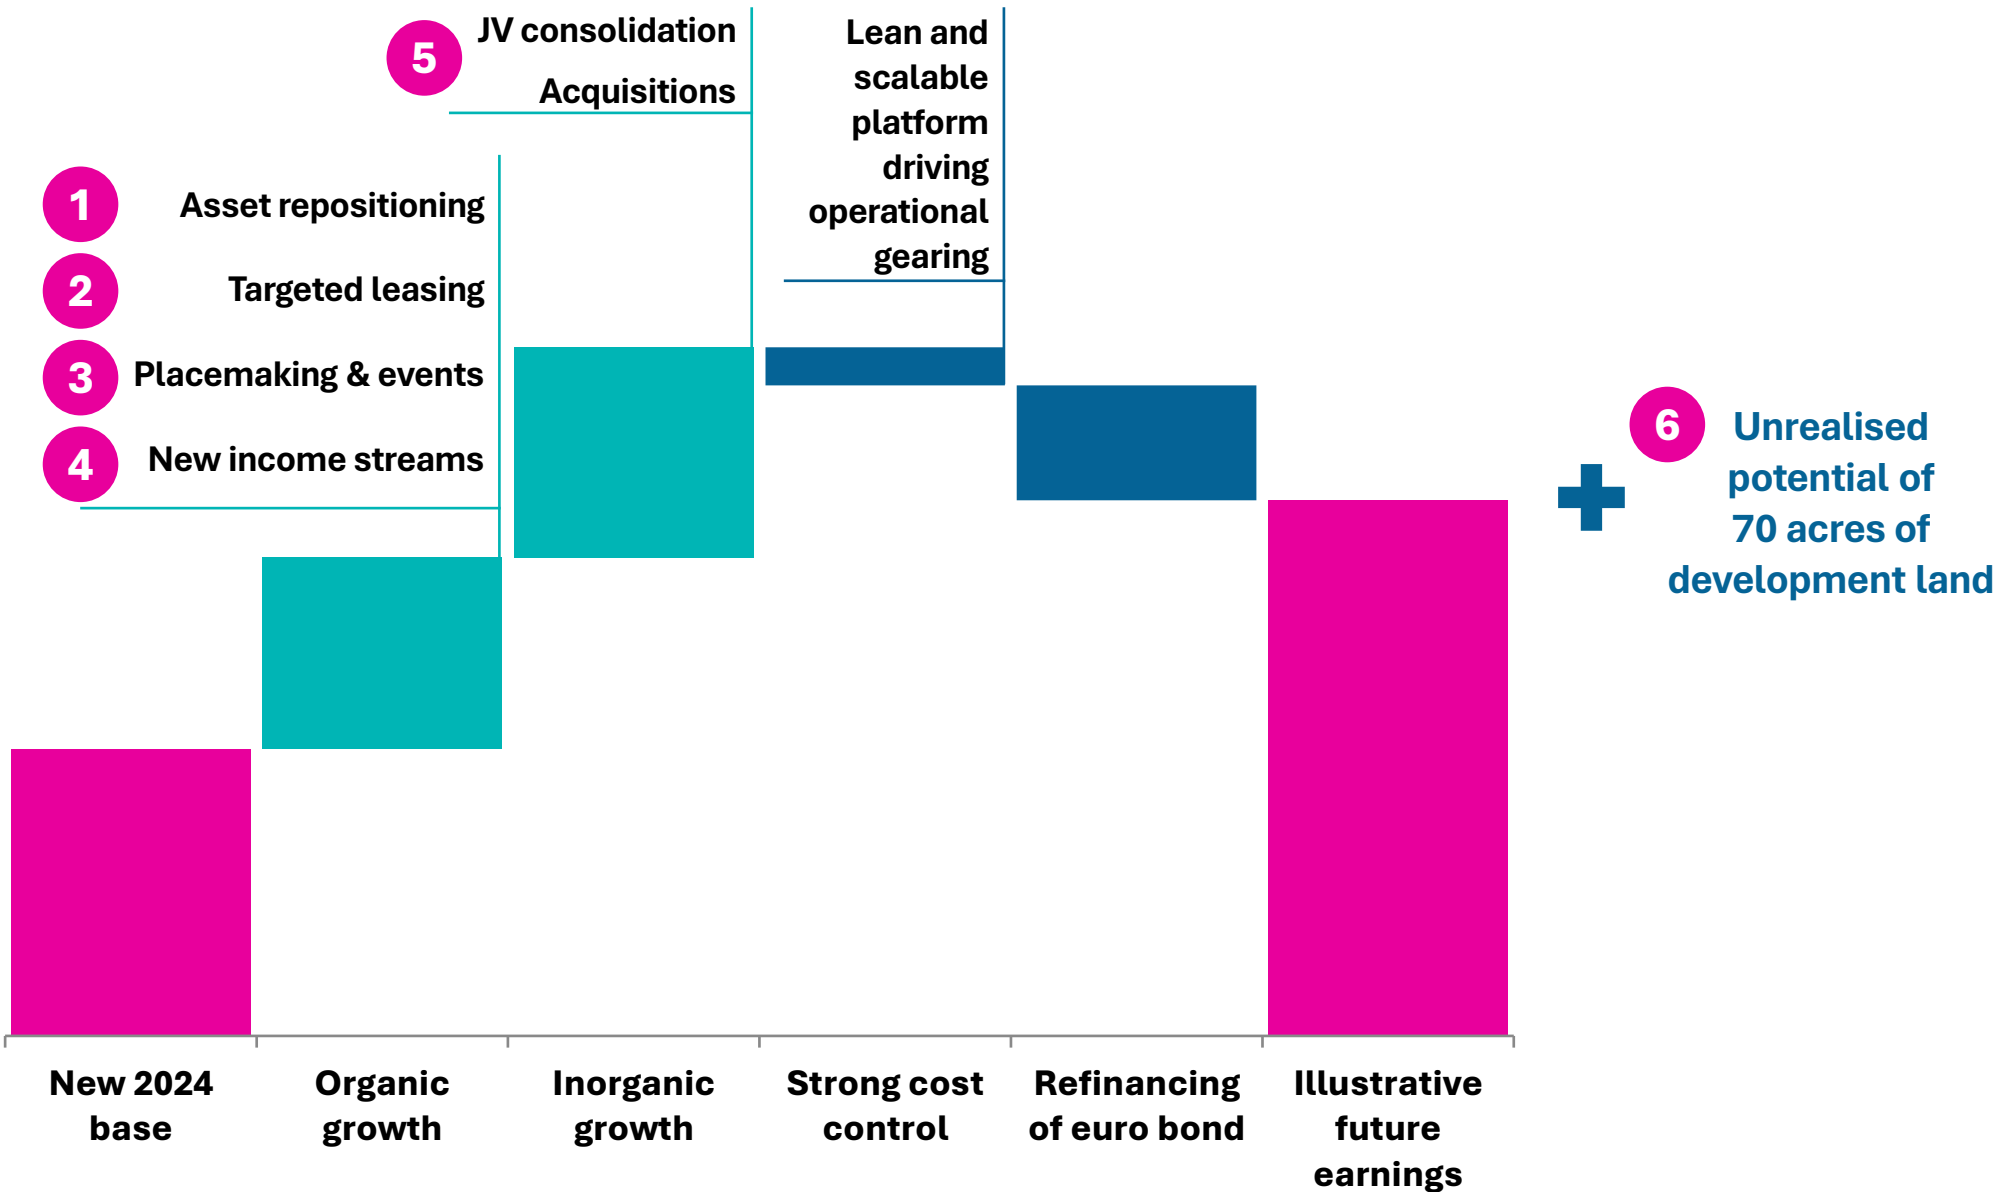 5
JV consolidation
Acquisitions
Lean and
scalable
platform
driving
operational
gearing
1
Asset repositioning
2
Targeted leasing
3
Placemaking & events
4
New income streams
6
Unrealised
potential of
70 acres of
development land
New 2024
base
Organic
growth
Inorganic
growth
Strong cost
control
Refinancing
of euro bond
Illustrative
future
earnings